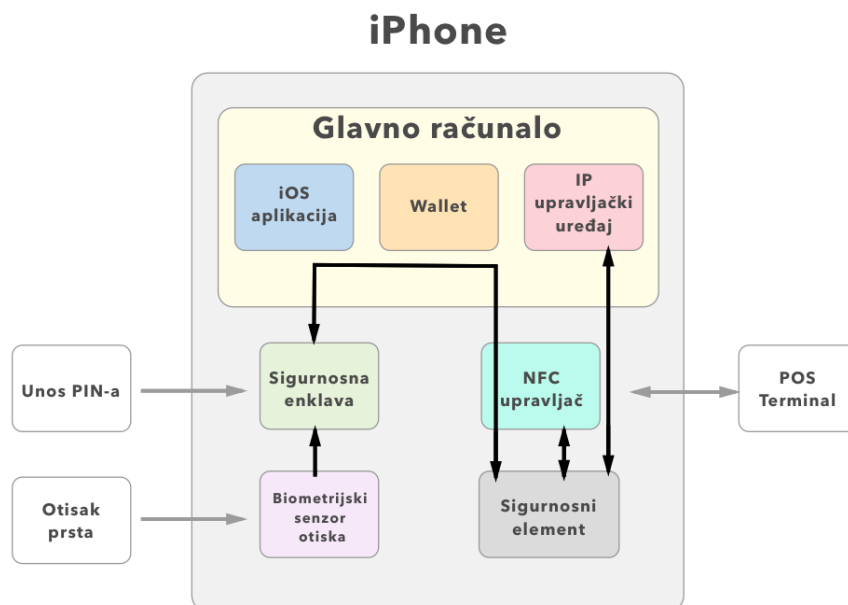 iPhone
Glavno računalo
iOS
aplikacija
Wallet
IP
upravljački
uređaj
Unos PIN-a
Sigurnosna
enklava
NFC
upravljač
POS
Terminal
Otisak
prsta
Biometrijski
senzor
otiska
Sigurnosni
element